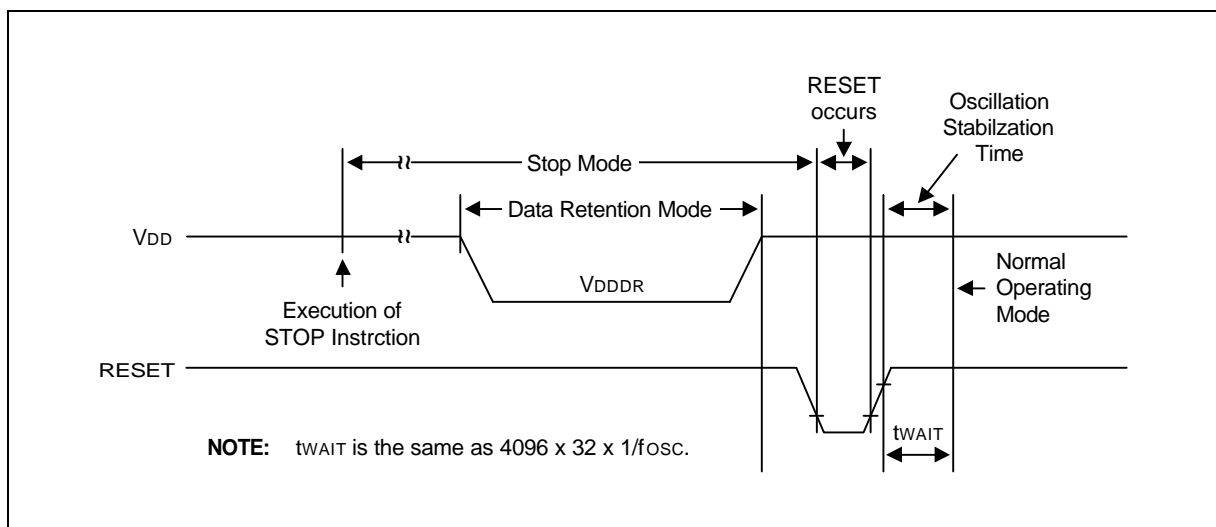 RESET
occurs
Oscillation
Stabilzation
Time
Stop Mode
Data Retention Mode
VDD
VDDDR
Execution of
STOP Instrction
Normal
Operating
Mode
RESET
NOTE: tWAIT is the same as 4096 x 32 x 1/fOSC.
tWAIT